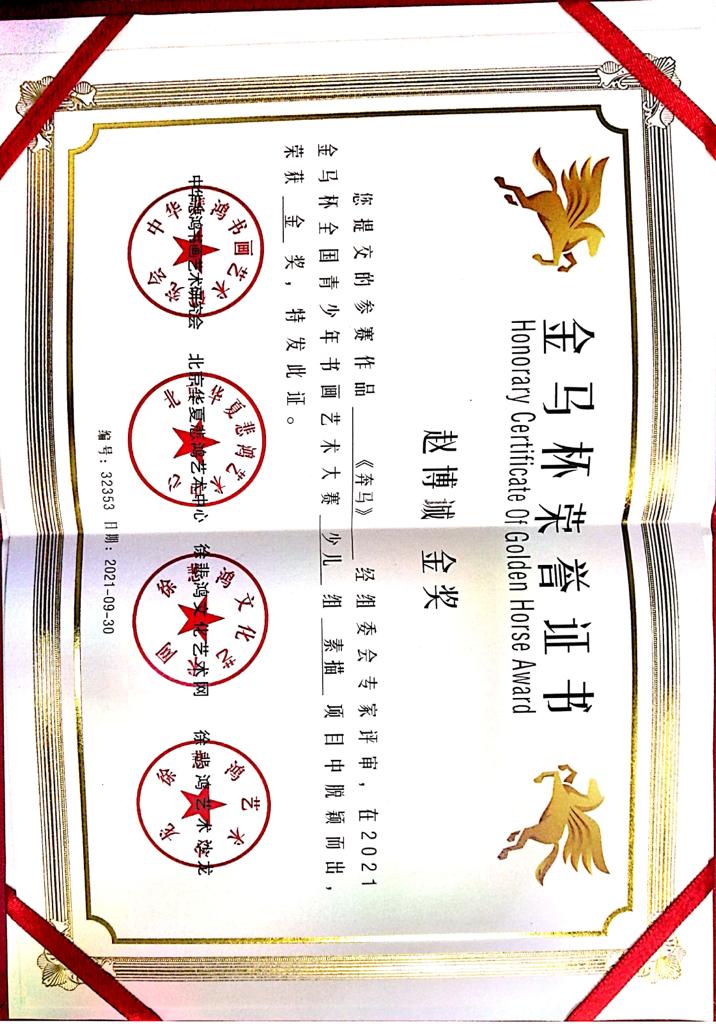 金马杯荣誉证书
Honorary Certificate Of Golden Horse Award
赵博诚 金奖
您提交的参赛作品 《奔马》 经组委会专家评审，在2021
金马杯全国青少年书画艺术大赛 少儿 组 素描 项目中脱颖而出，
荣获 金 奖，特发此证。
中华悲鸿书画艺术研究会
北京华夏悲鸿艺术中心
徐悲鸿文化艺术网
徐悲鸿艺术沙龙
中华悲鸿书画艺术研究会 北京华夏悲鸿艺术中心 徐悲鸿文化艺术网 徐悲鸿艺术沙龙
编号：32353 日期：2021-09-30